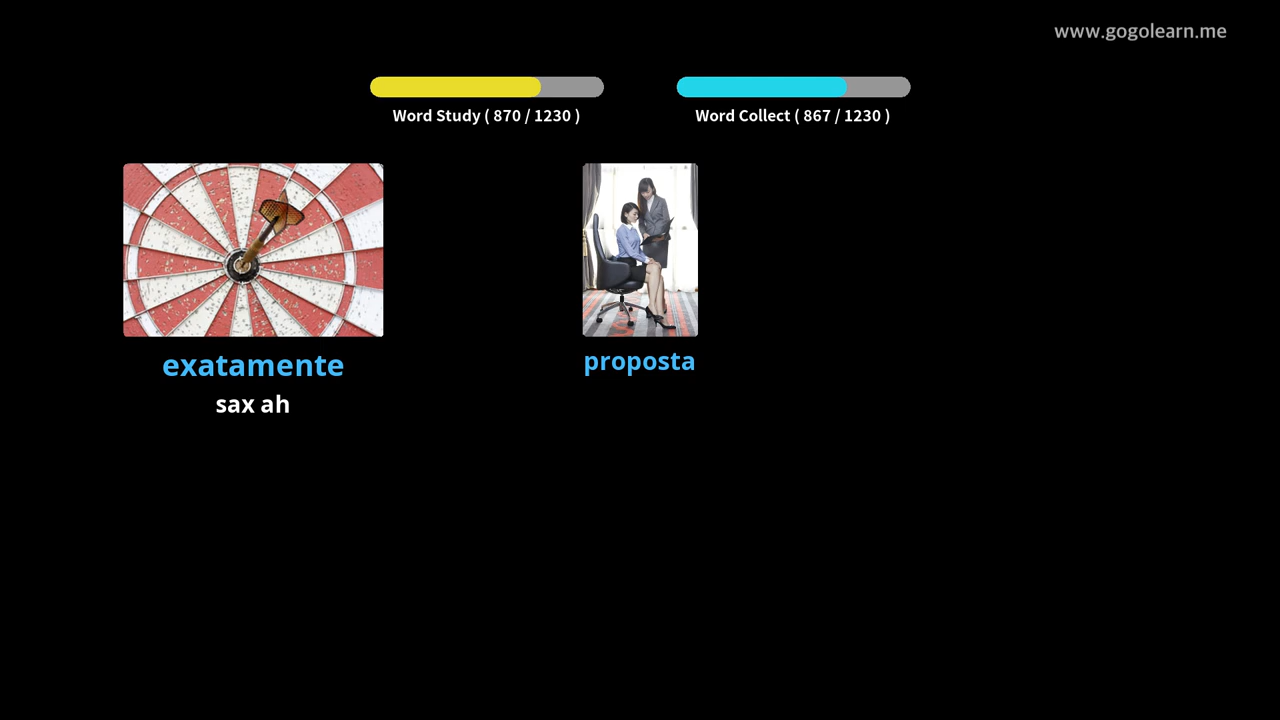 www.gogolearn.me
Word Study ( 870 / 1230 )
Word Collect ( 867 / 1230 )
exatamente
sax ah
proposta